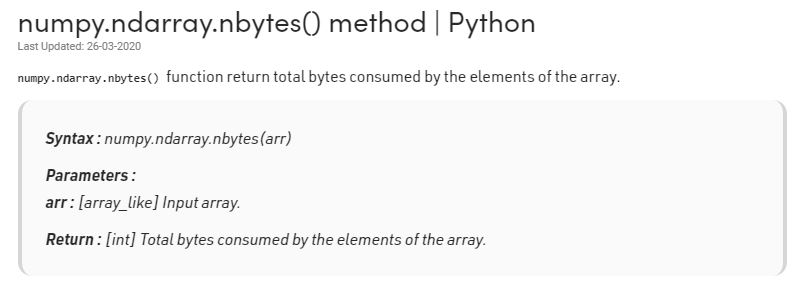 numpy.ndarray.nbytes() method | Python
Last Updated: 26-03-2020
numpy.ndarray.nbytes() function return total bytes consumed by the elements of the array.
Syntax : numpy.ndarray.nbytes(arr)
Parameters :
arr : [array_like] Input array.
Return : [int] Total bytes consumed by the elements of the array.